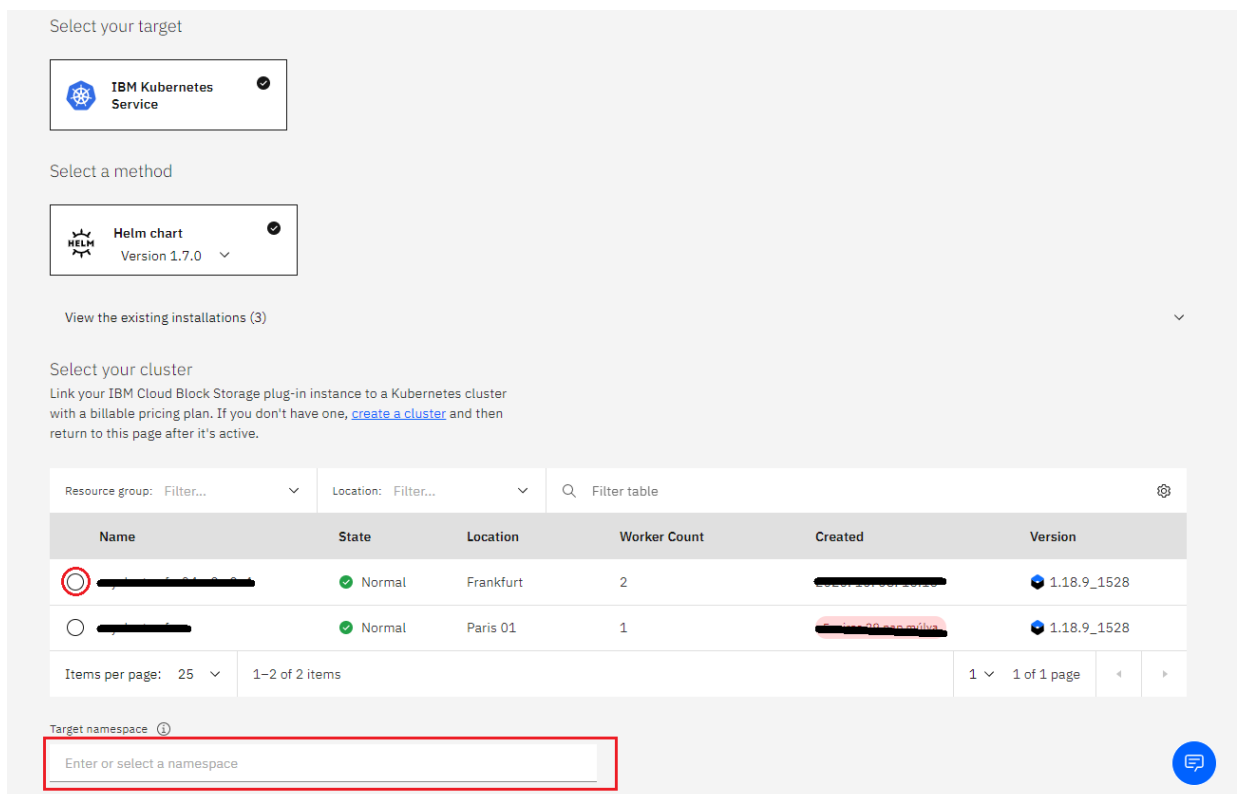 Select your target
IBM Kubernetes
Service
Select a method
HELM
Helm chart
Version 1.7.0
View the existing installations (3)
Select your cluster
Link your IBM Cloud Block Storage plug-in instance to a Kubernetes cluster
with a billable pricing plan. If you don't have one, create a cluster and then
return to this page after it's active.
Resource group: Filter... Location: Filter... Filter table
Name State Location Worker Count Created Version
Normal Frankfurt 2 1.18.9_1528
Normal Paris 01 1 1.18.9_1528
Items per page: 25 1–2 of 2 items 1 1 of 1 page
Target namespace
Enter or select a namespace